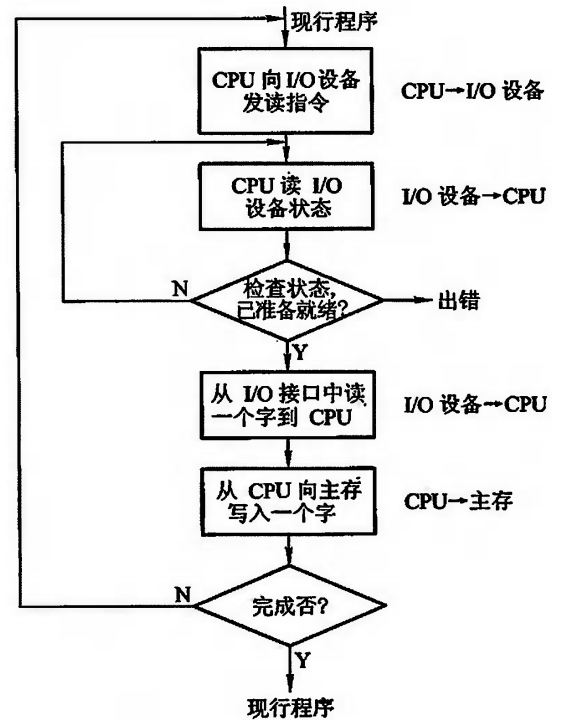 现行程序
CPU 向 I/O 设备
发读指令
CPU→I/O 设备
CPU 读 I/O
设备状态
I/O 设备→CPU
检查状态,
已准备就绪?
N
出错
Y
从 I/O 接口中读
一个字到 CPU
I/O 设备→CPU
从 CPU 向主存
写入一个字
CPU→主存
N
完成否?
Y
现行程序